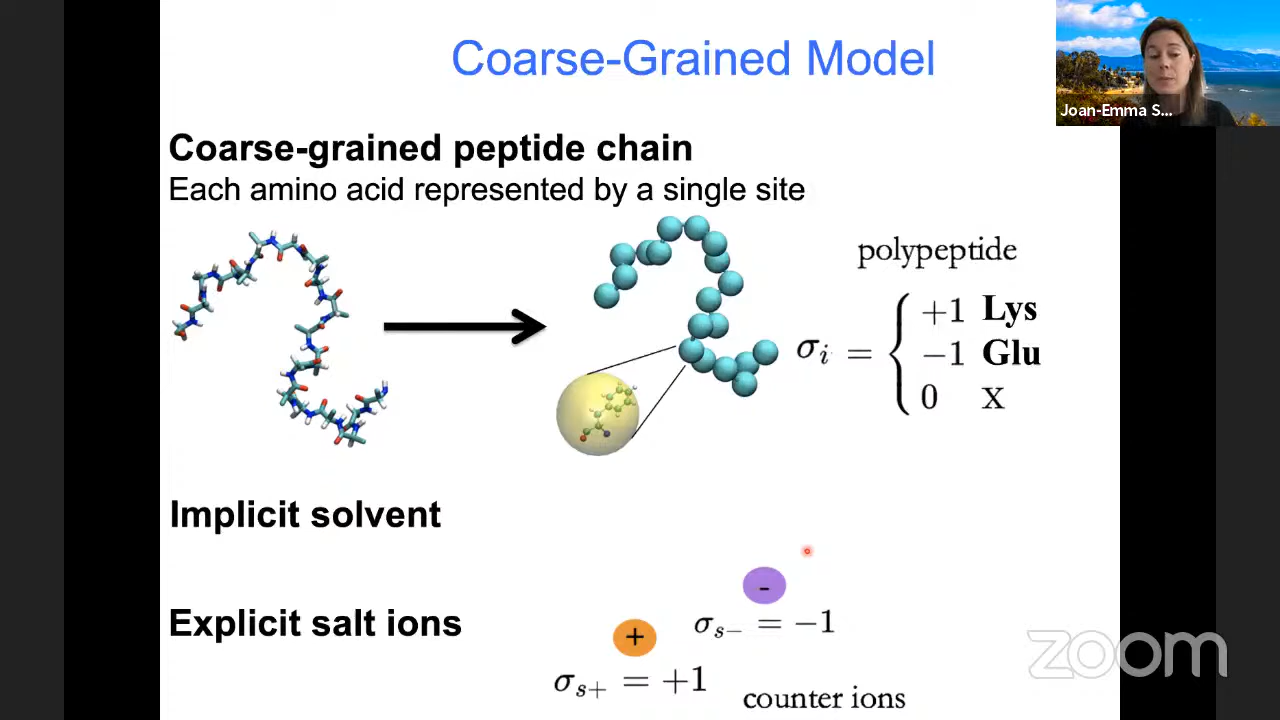 Coarse-Grained Model
Joan-Emma S...
Coarse-grained peptide chain
Each amino acid represented by a single site
polypeptide
σi = { +1 Lys
−1 Glu
0 X
Implicit solvent
Explicit salt ions
-
σs− = −1
+
σs+ = +1
counter ions
zoom